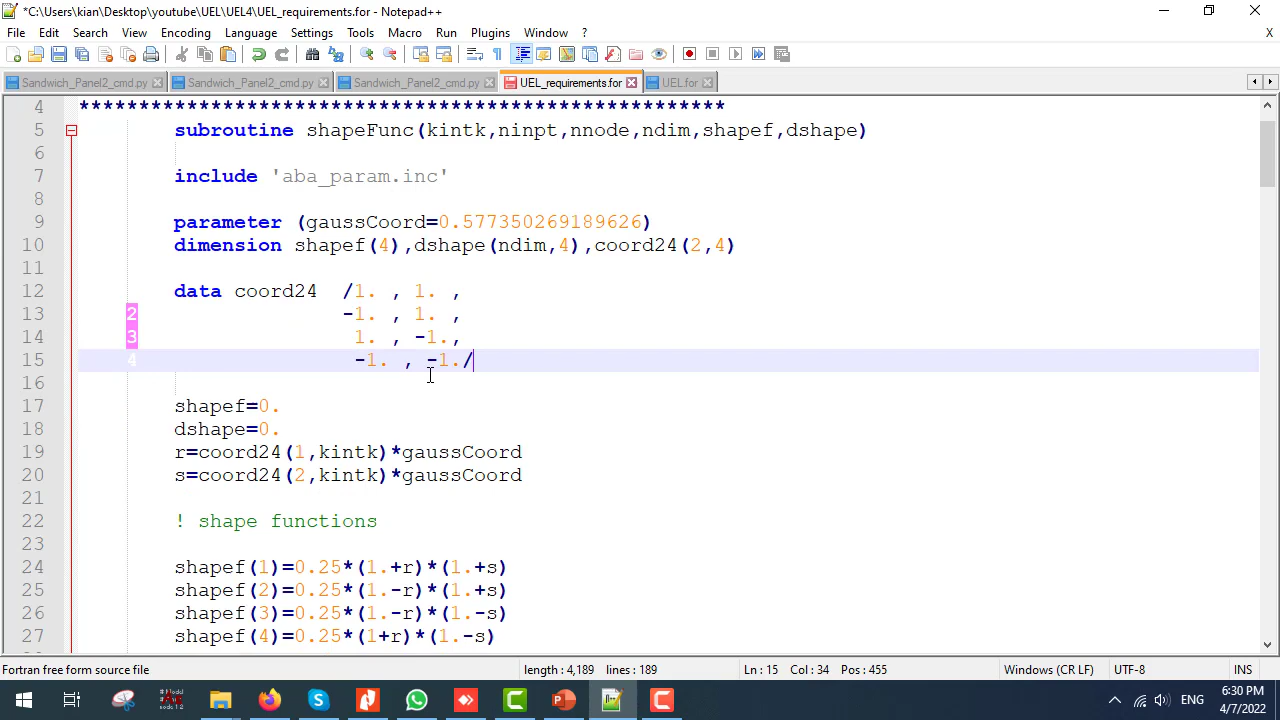 *C:\Users\kian\Desktop\youtube\UEL\UEL4\UEL_requirements.for - Notepad++
File Edit Search View Encoding Language Settings Tools Macro Run Plugins Window ? X
Sandwich_Panel2_cmd.py Sandwich_Panel2_cmd.py Sandwich_Panel2_cmd.py UEL_requirements.for UEL.for
4 ******************************************************
5 subroutine shapeFunc(kintk,ninpt,nnode,ndim,shapef,dshape)
6
7 include 'aba_param.inc'
8
9 parameter (gaussCoord=0.577350269189626)
10 dimension shapef(4),dshape(ndim,4),coord24(2,4)
11
12 data coord24 /1. , 1. ,
13 2 -1. , 1. ,
14 3 1. , -1.,
15 4 -1. , -1./
16
17 shapef=0.
18 dshape=0.
19 r=coord24(1,kintk)*gaussCoord
20 s=coord24(2,kintk)*gaussCoord
21
22 ! shape functions
23
24 shapef(1)=0.25*(1.+r)*(1.+s)
25 shapef(2)=0.25*(1.-r)*(1.+s)
26 shapef(3)=0.25*(1.-r)*(1.-s)
27 shapef(4)=0.25*(1+r)*(1.-s)
Fortran free form source file length : 4,189 lines : 189 Ln : 15 Col : 34 Pos : 455 Windows (CR LF) UTF-8 INS
ENG 6:30 PM
4/7/2022